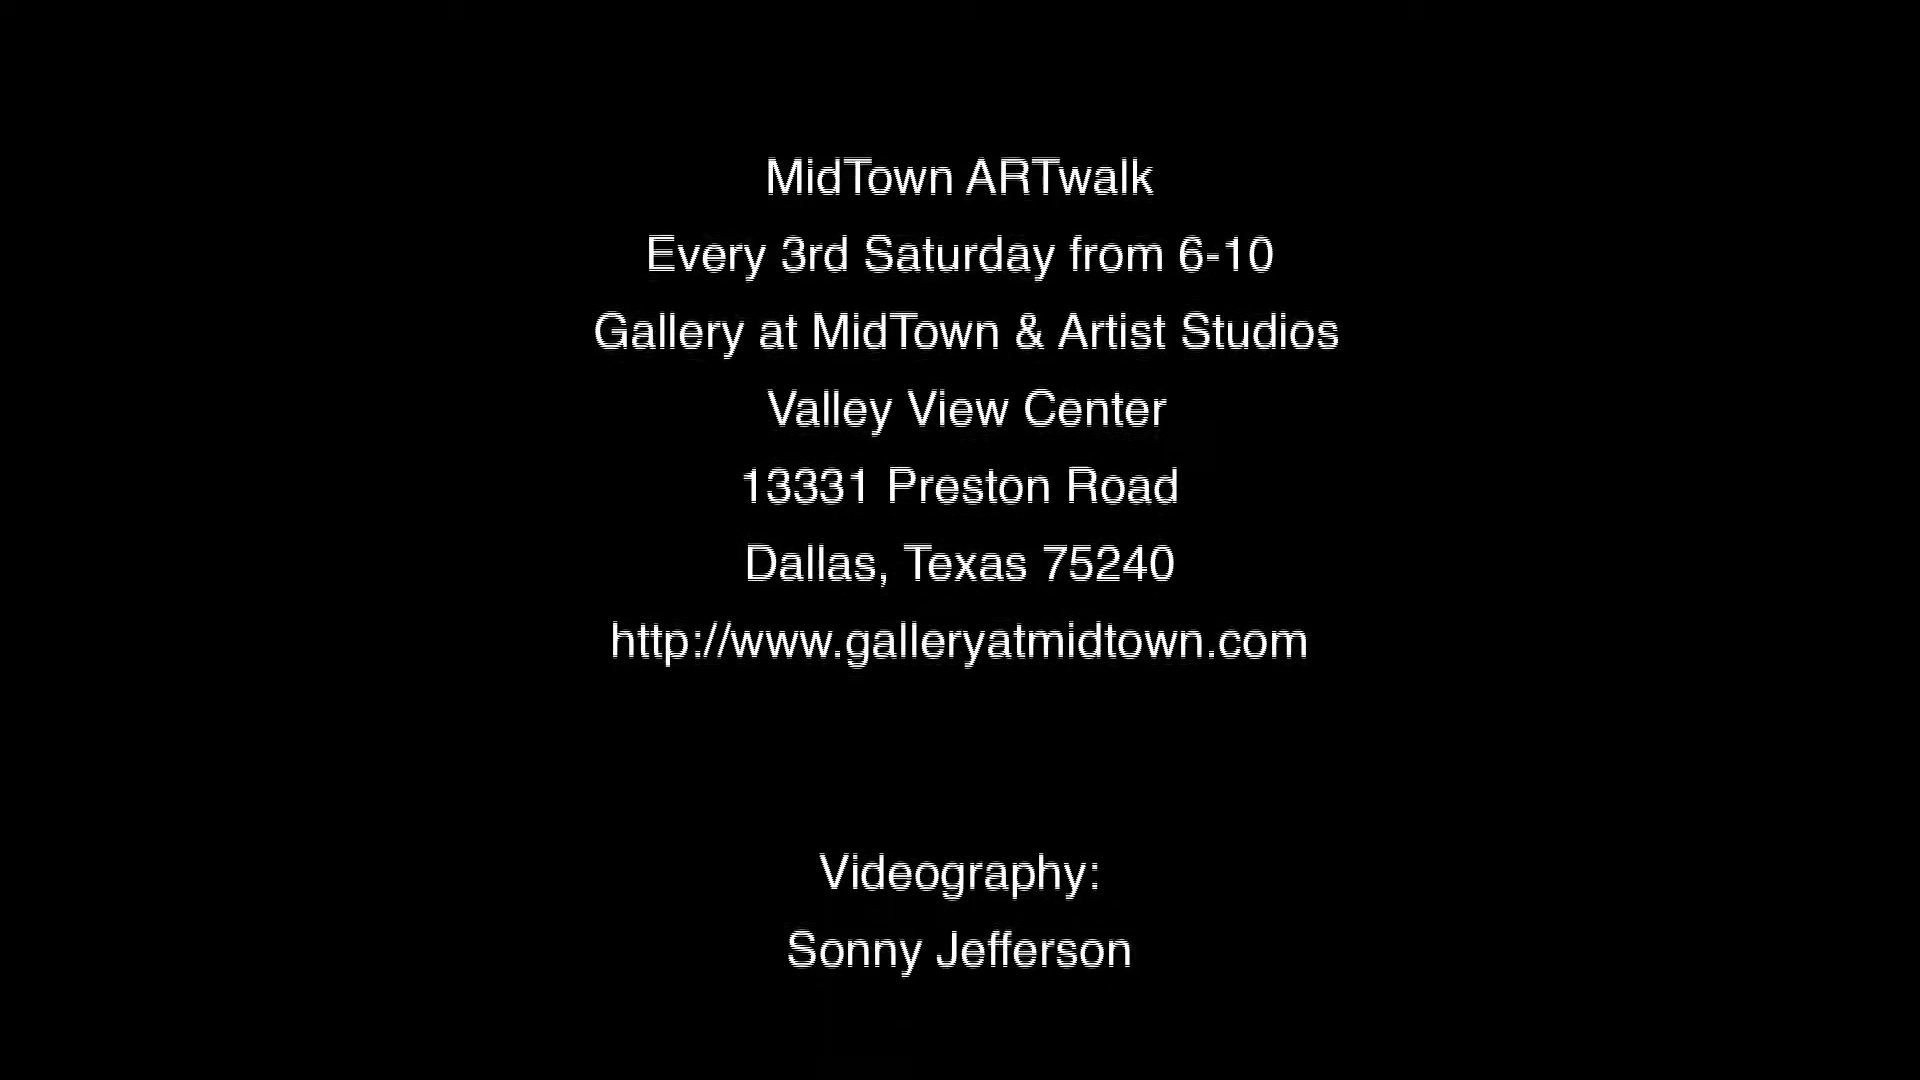 MidTown ARTwalk
Every 3rd Saturday from 6-10
Gallery at MidTown & Artist Studios
Valley View Center
13331 Preston Road
Dallas, Texas 75240
http://www.galleryatmidtown.com
Videography:
Sonny Jefferson